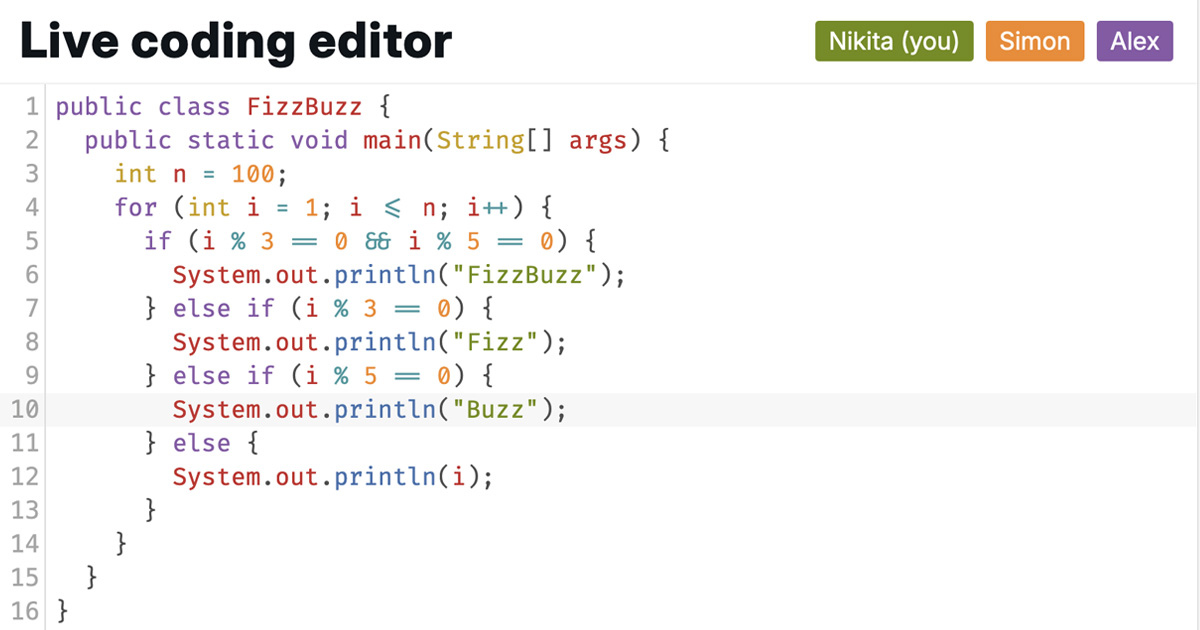 Live coding editor
Nikita (you) Simon Alex
1 public class FizzBuzz {
2   public static void main(String[] args) {
3     int n = 100;
4     for (int i = 1; i <= n; i++) {
5       if (i % 3 == 0 && i % 5 == 0) {
6         System.out.println("FizzBuzz");
7       } else if (i % 3 == 0) {
8         System.out.println("Fizz");
9       } else if (i % 5 == 0) {
10         System.out.println("Buzz");
11       } else {
12         System.out.println(i);
13       }
14     }
15   }
16 }